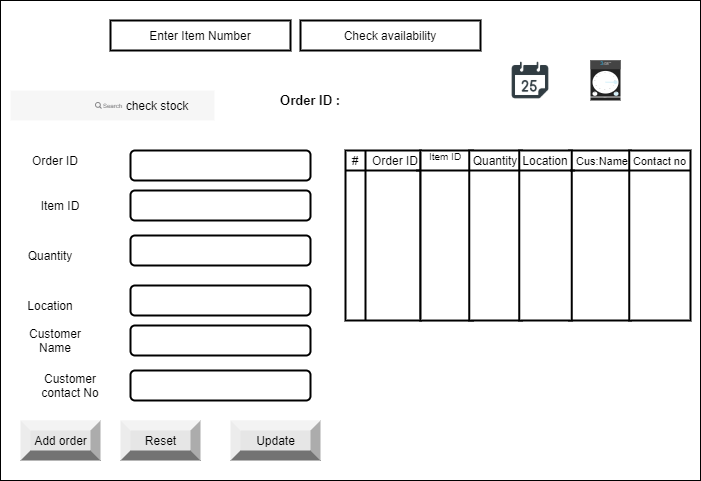 Enter Item Number
Check availability
25
Search check stock
Order ID :
Order ID
Item ID
Quantity
Location
Customer
Name
Customer
contact No
# Order ID Item ID Quantity Location Cus:Name Contact no
Add order
Reset
Update